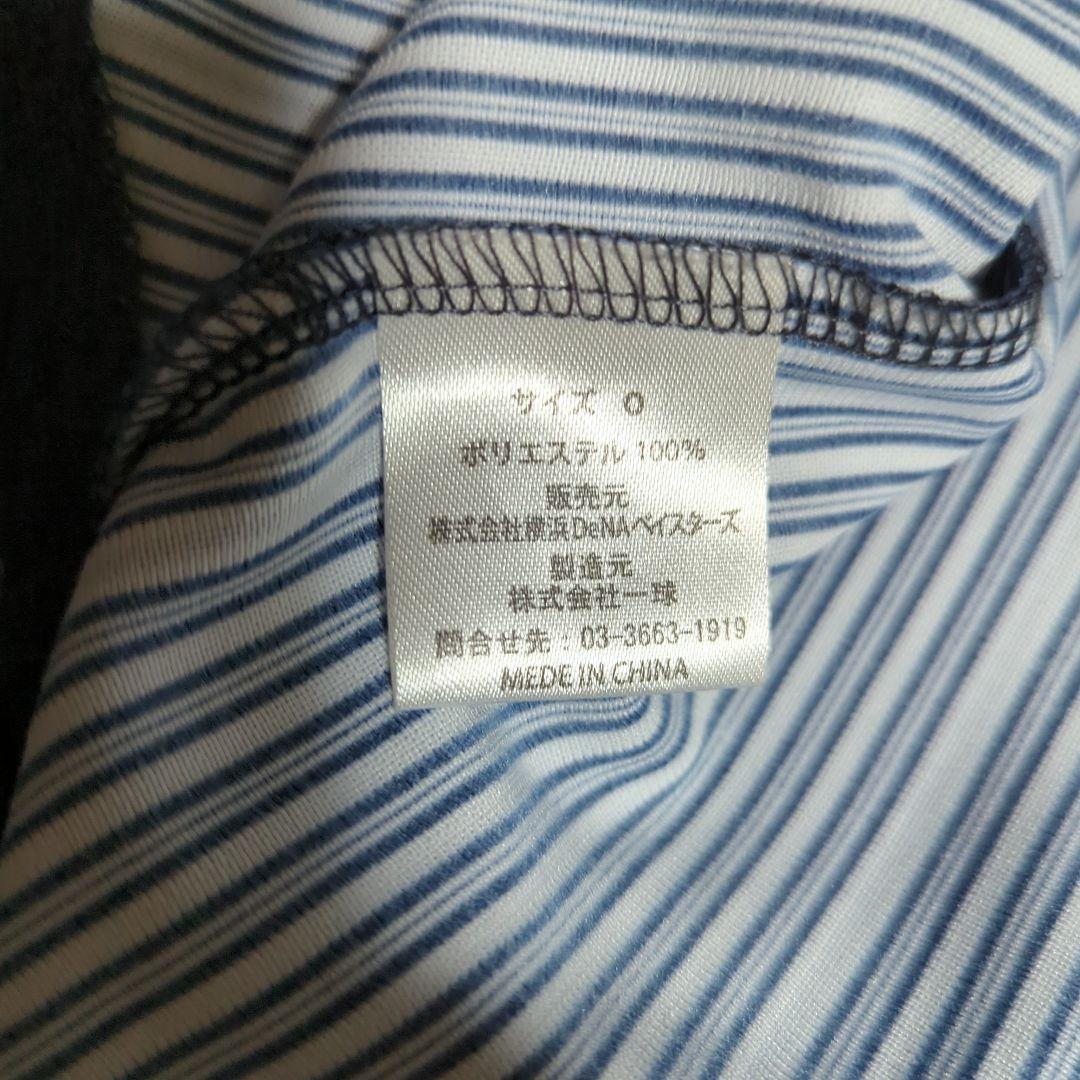 サイズ O
ポリエステル 100%
販売元
株式会社横浜DeNAベイスターズ
製造元
株式会社一球
問合せ先：03-3663-1919
MEDE IN CHINA